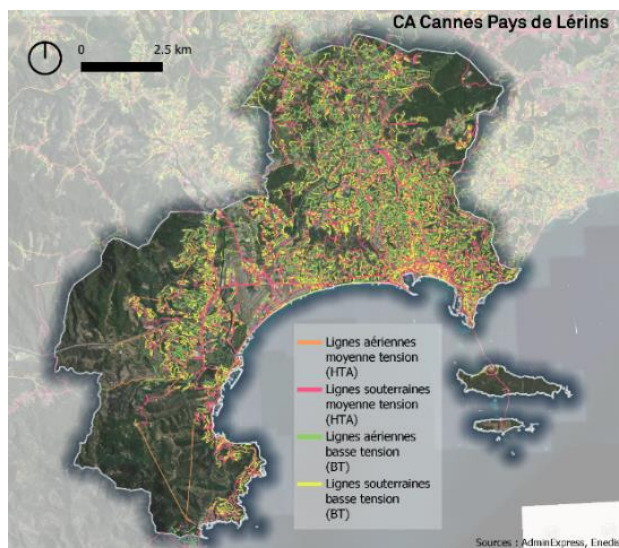 CA Cannes Pays de Lérins
0 2.5 km
Lignes aériennes
moyenne tension
(HTA)
Lignes souterraines
moyenne tension
(HTA)
Lignes aériennes
basse tension
(BT)
Lignes souterraines
basse tension
(BT)
Sources : AdminExpress, Enedis